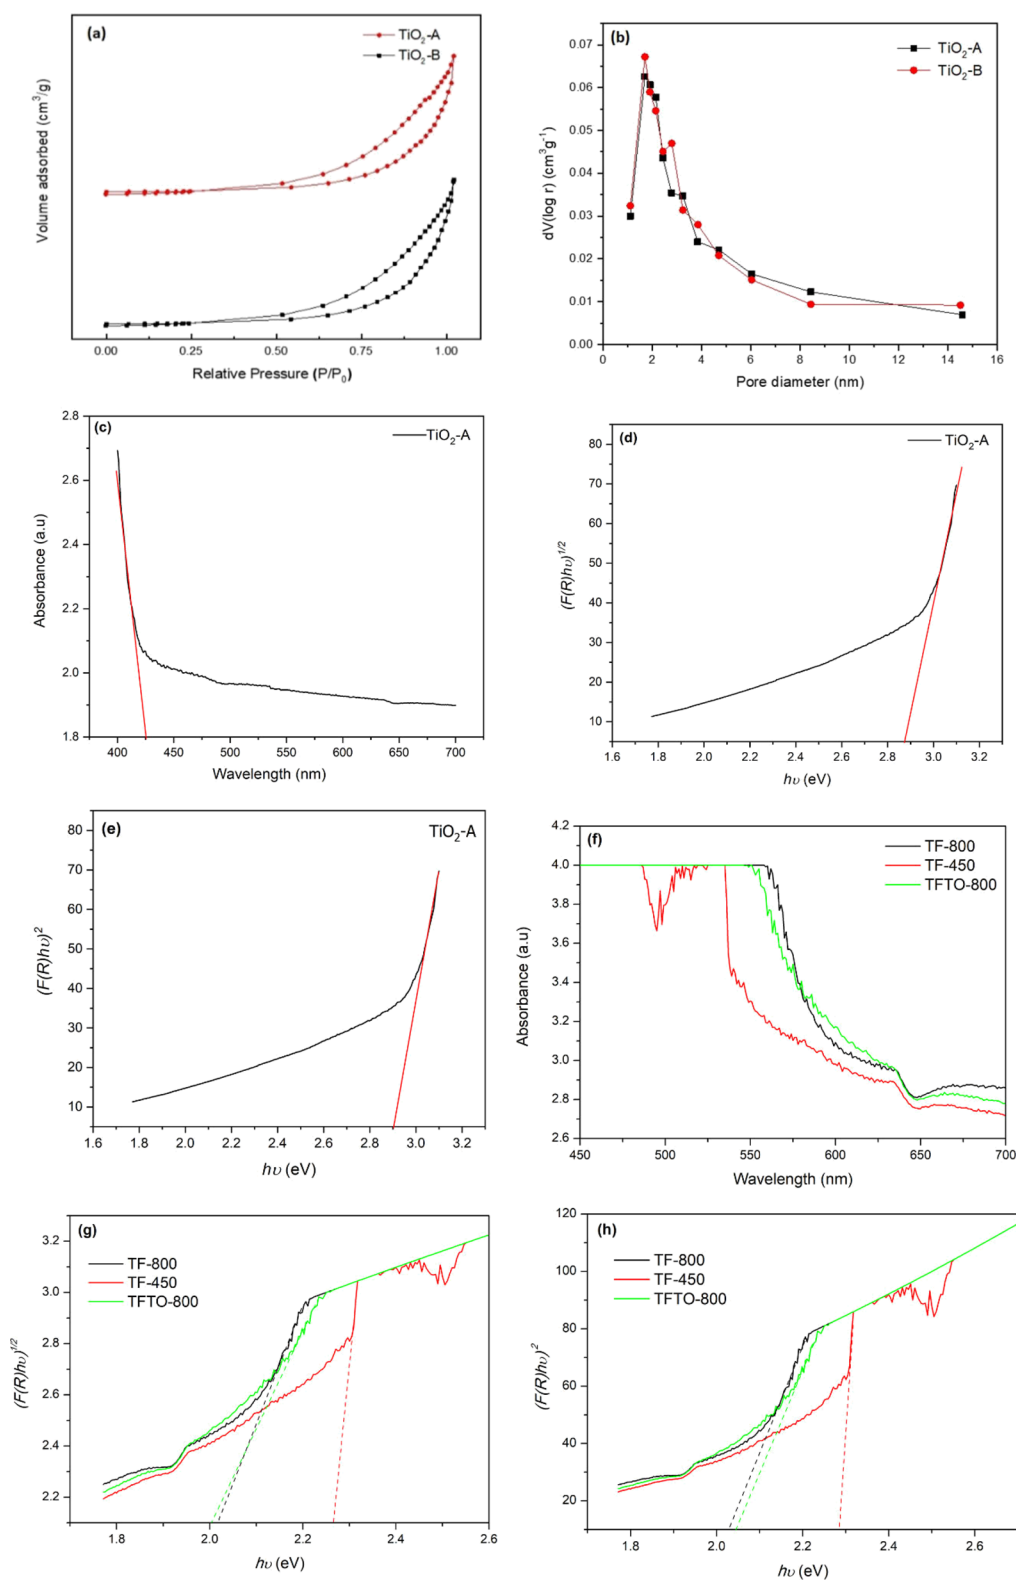 (a)
TiO₂-A
TiO₂-B
Volume adsorbed (cm³/g)
0.00 0.25 0.50 0.75 1.00
Relative Pressure (P/P₀)
(b)
TiO₂-A
TiO₂-B
dV(log r) (cm³g⁻¹)
0.07
0.06
0.05
0.04
0.03
0.02
0.01
0.00
0 2 4 6 8 10 12 14 16
Pore diameter (nm)
(c)
TiO₂-A
Absorbance (a.u)
2.8
2.6
2.4
2.2
2.0
1.8
400 450 500 550 600 650 700
Wavelength (nm)
(d)
TiO₂-A
(F(R)hυ)^1/2
80
70
60
50
40
30
20
10
1.6 1.8 2.0 2.2 2.4 2.6 2.8 3.0 3.2
hυ (eV)
(e)
TiO₂-A
(F(R)hυ)²
80
70
60
50
40
30
20
10
1.6 1.8 2.0 2.2 2.4 2.6 2.8 3.0 3.2
hυ (eV)
(f)
TF-800
TF-450
TFTO-800
Absorbance (a.u)
4.2
4.0
3.8
3.6
3.4
3.2
3.0
2.8
2.6
450 500 550 600 650 700
Wavelength (nm)
(g)
TF-800
TF-450
TFTO-800
(F(R)hυ)^1/2
3.2
3.0
2.8
2.6
2.4
2.2
1.8 2.0 2.2 2.4 2.6
hυ (eV)
(h)
TF-800
TF-450
TFTO-800
(F(R)hυ)²
120
100
80
60
40
20
1.8 2.0 2.2 2.4 2.6
hυ (eV)